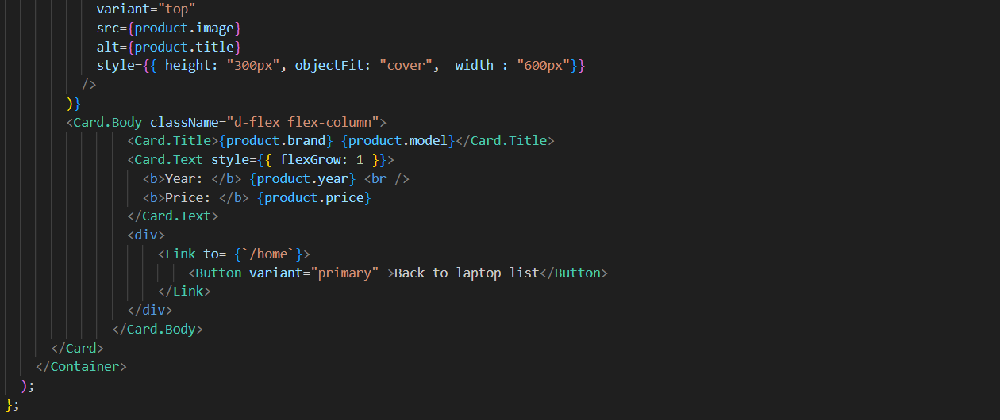 variant="top"
src={product.image}
alt={product.title}
style={{ height: "300px", objectFit: "cover",  width : "600px"}}
/>
)}
<Card.Body className="d-flex flex-column">
<Card.Title>{product.brand} {product.model}</Card.Title>
<Card.Text style={{ flexGrow: 1 }}>
<b>Year: </b> {product.year} <br />
<b>Price: </b> {product.price}
</Card.Text>
<div>
<Link to= {`/home`}>
<Button variant="primary" >Back to laptop list</Button>
</Link>
</div>
</Card.Body>
</Card>
</Container>
);
};